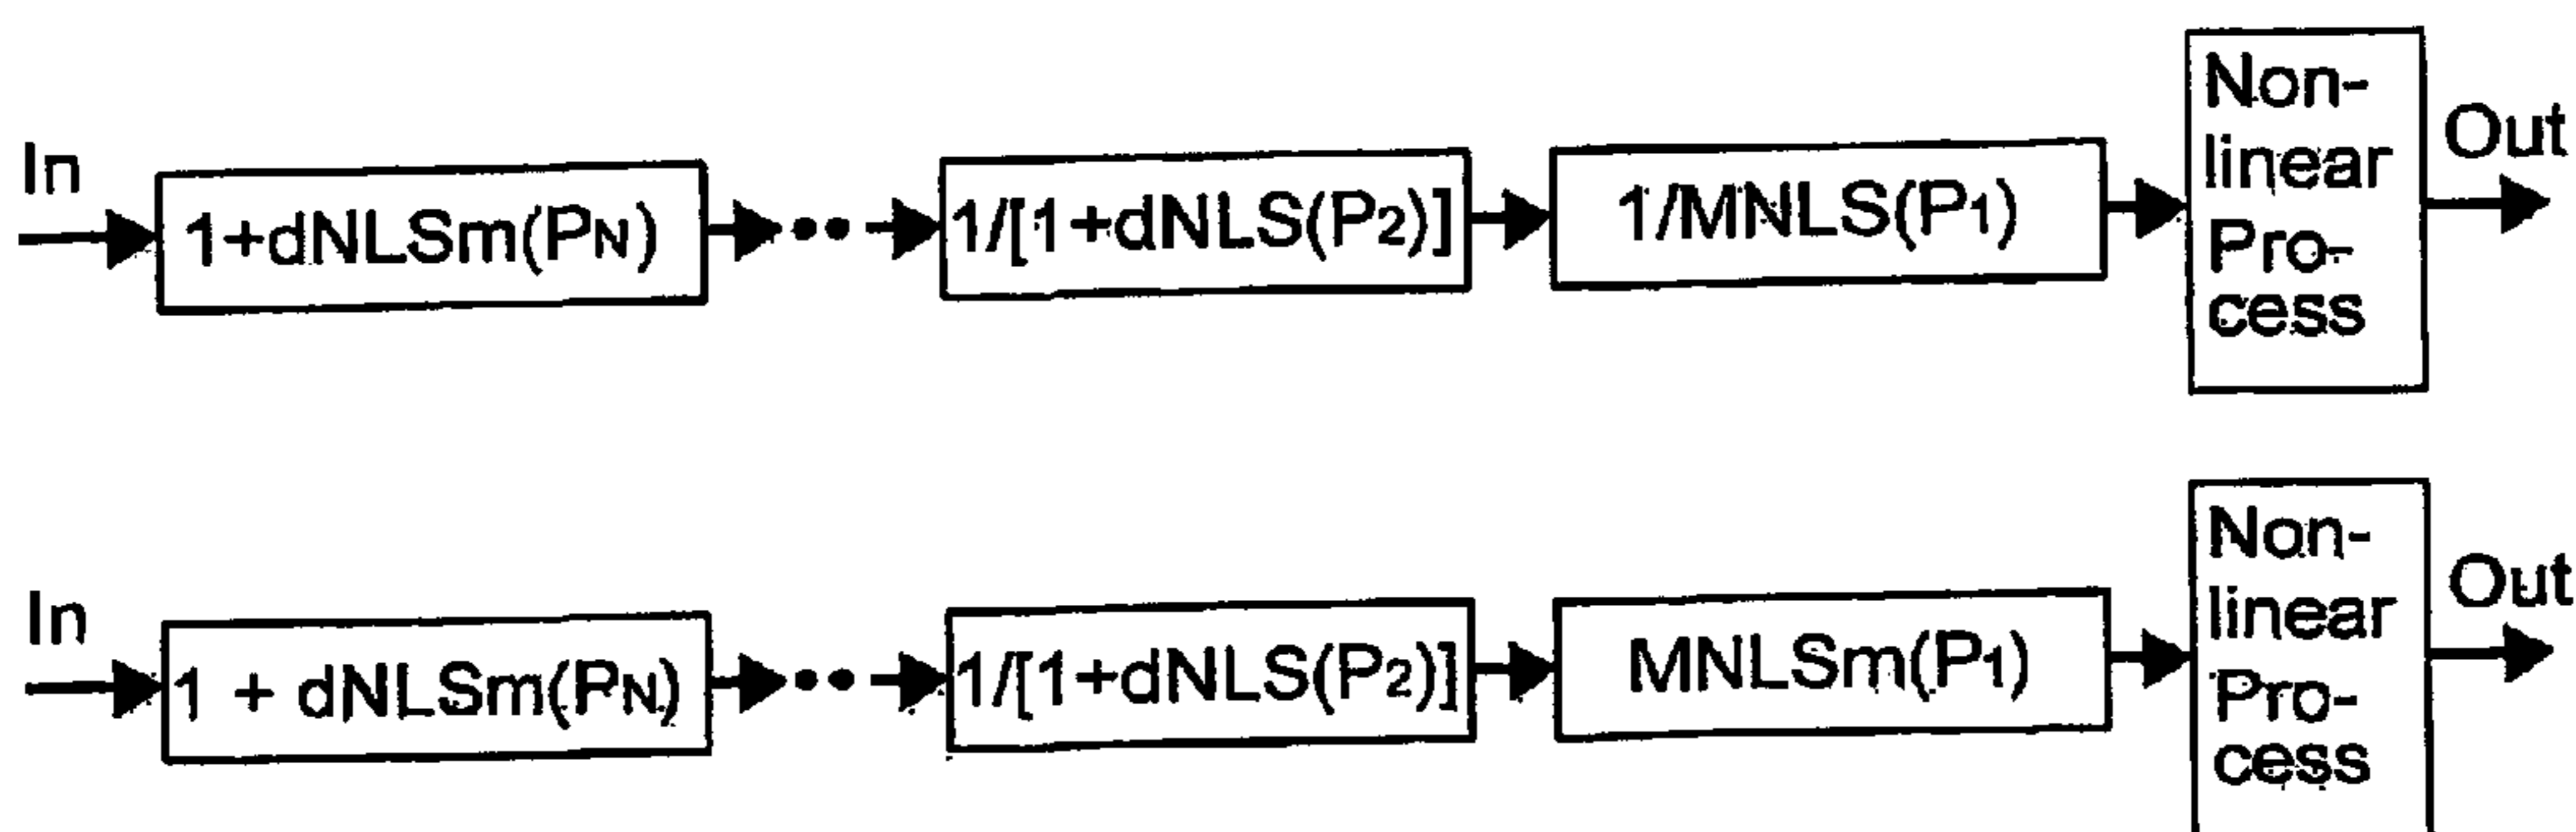 In
1+dNLSm(PN)
1/[1+dNLS(P2)]
1/MNLS(P1)
Non-
linear
Pro-
cess
Out
In
1 + dNLSm(PN)
1/[1+dNLS(P2)]
MNLSm(P1)
Non-
linear
Pro-
cess
Out